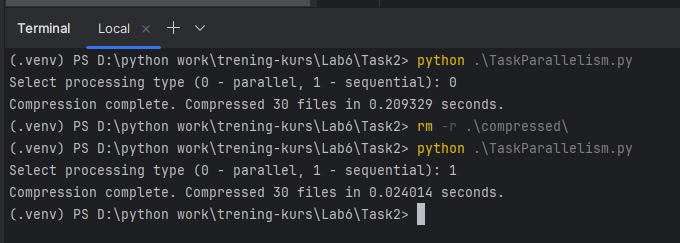 Terminal Local × + ∨
(.venv) PS D:\python work\trening-kurs\Lab6\Task2> python .\TaskParallelism.py
Select processing type (0 - parallel, 1 - sequential): 0
Compression complete. Compressed 30 files in 0.209329 seconds.
(.venv) PS D:\python work\trening-kurs\Lab6\Task2> rm -r .\compressed\
(.venv) PS D:\python work\trening-kurs\Lab6\Task2> python .\TaskParallelism.py
Select processing type (0 - parallel, 1 - sequential): 1
Compression complete. Compressed 30 files in 0.024014 seconds.
(.venv) PS D:\python work\trening-kurs\Lab6\Task2>